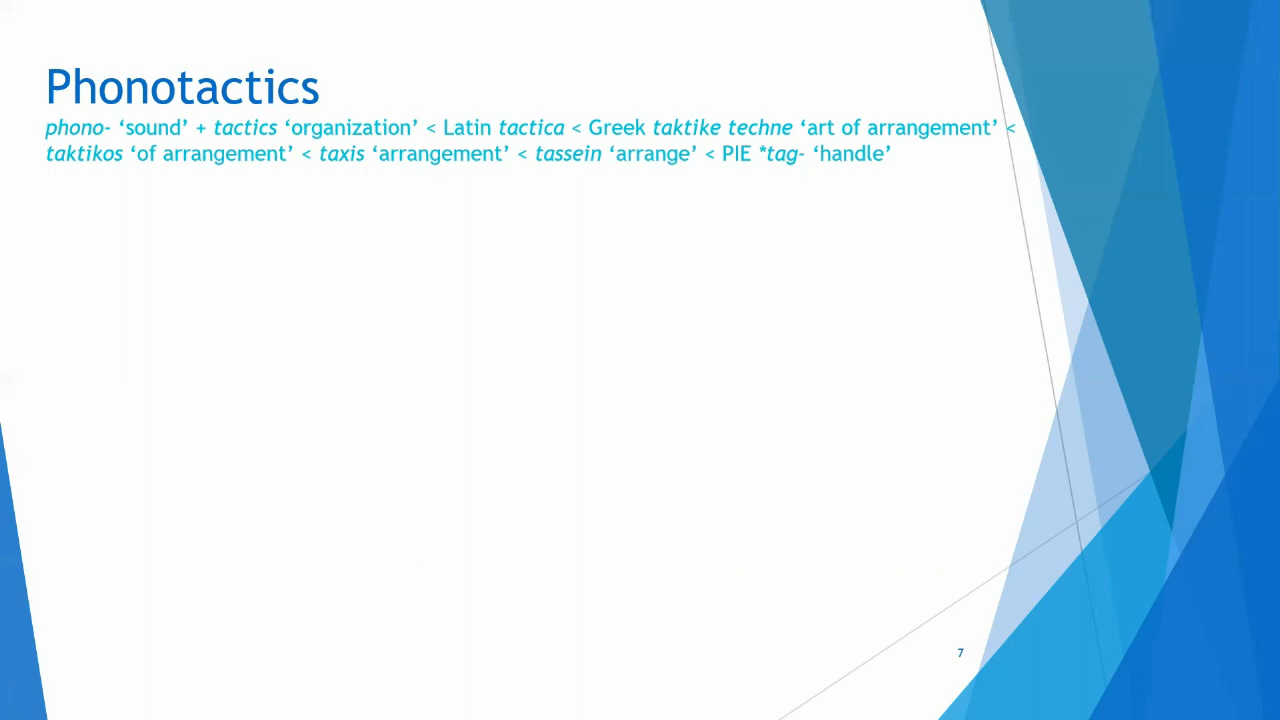 Phonotactics
phono- ‘sound’ + tactics ‘organization’ < Latin tactica < Greek taktike techne ‘art of arrangement’ <
taktikos ‘of arrangement’ < taxis ‘arrangement’ < tassein ‘arrange’ < PIE *tag- ‘handle’
7